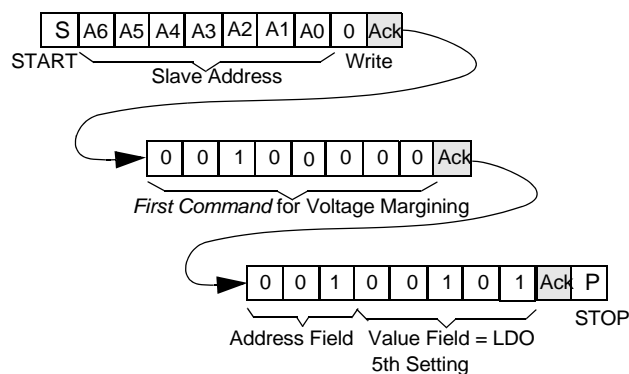 S A6 A5 A4 A3 A2 A1 A0 0 Ack
START Slave Address Write
0 0 1 0 0 0 0 0 Ack
First Command for Voltage Margining
0 0 1 0 0 1 0 1 Ack P
STOP
Address Field Value Field = LDO
5th Setting